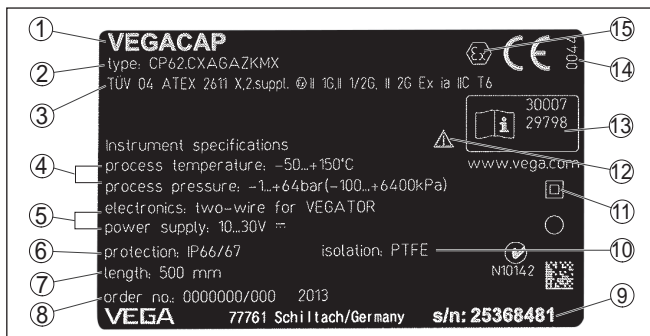 1 VEGACAP 15
2 type: CP62.CXAGAZKMX 0044 14
3 TÜV 04 ATEX 2611 X,2.suppl. II 1G,II 1/2G, II 2G Ex ia IIC T6
30007
29798 13
Instrument specifications 12
4 process temperature: -50...+150°C www.vega.com
process pressure: -1...+64bar(-100...+6400kPa)
5 electronics: two-wire for VEGATOR 11
power supply: 10...30V
6 protection: IP66/67 isolation: PTFE 10
7 length: 500 mm N10142
8 order no.: 0000000/000 2013
VEGA 77761 Schiltach/Germany s/n: 25368481 9